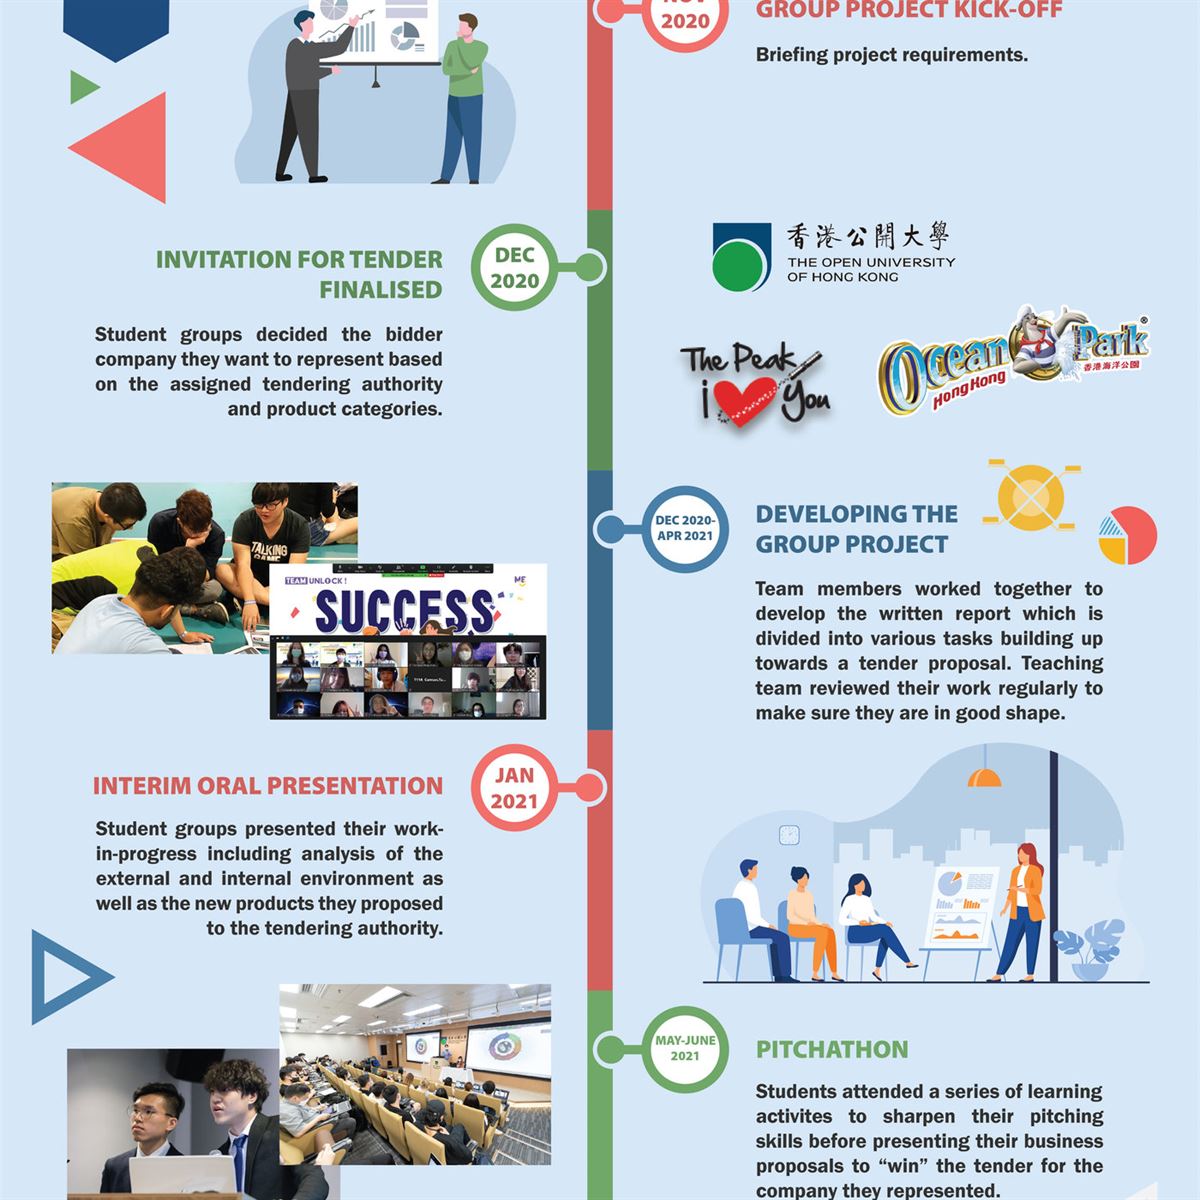 NOV
2020
GROUP PROJECT KICK-OFF
Briefing project requirements.
INVITATION FOR TENDER
FINALISED
DEC
2020
Student groups decided the bidder
company they want to represent based
on the assigned tendering authority
and product categories.
香港公開大學
THE OPEN UNIVERSITY
OF HONG KONG
The Peak
i You
Ocean Park
®
Hong Kong
香港海洋公園
TALKING
TEAM UNLOCK!
ME
SUCCESS
DEC 2020-
APR 2021
DEVELOPING THE
GROUP PROJECT
Team members worked together to
develop the written report which is
divided into various tasks building up
towards a tender proposal. Teaching
team reviewed their work regularly to
make sure they are in good shape.
INTERIM ORAL PRESENTATION
JAN
2021
Student groups presented their work-
in-progress including analysis of the
external and internal environment as
well as the new products they proposed
to the tendering authority.
MAY-JUNE
2021
PITCHATHON
Students attended a series of learning
activites to sharpen their pitching
skills before presenting their business
proposals to “win” the tender for the
company they represented.